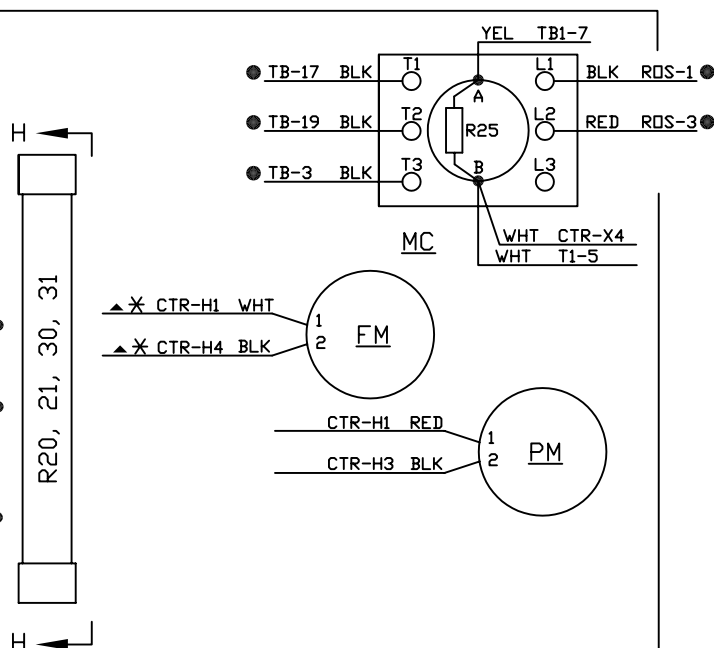 YEL TB1-7
TB-17 BLK T1 L1 BLK ROS-1
A
TB-19 BLK T2 R25 L2 RED ROS-3
B
TB-3 BLK T3 L3
MC
WHT CTR-X4
WHT T1-5
H
R20, 21, 30, 31
H
* CTR-H1 WHT 1
* CTR-H4 BLK 2
FM
CTR-H1 RED 1
CTR-H3 BLK 2
PM